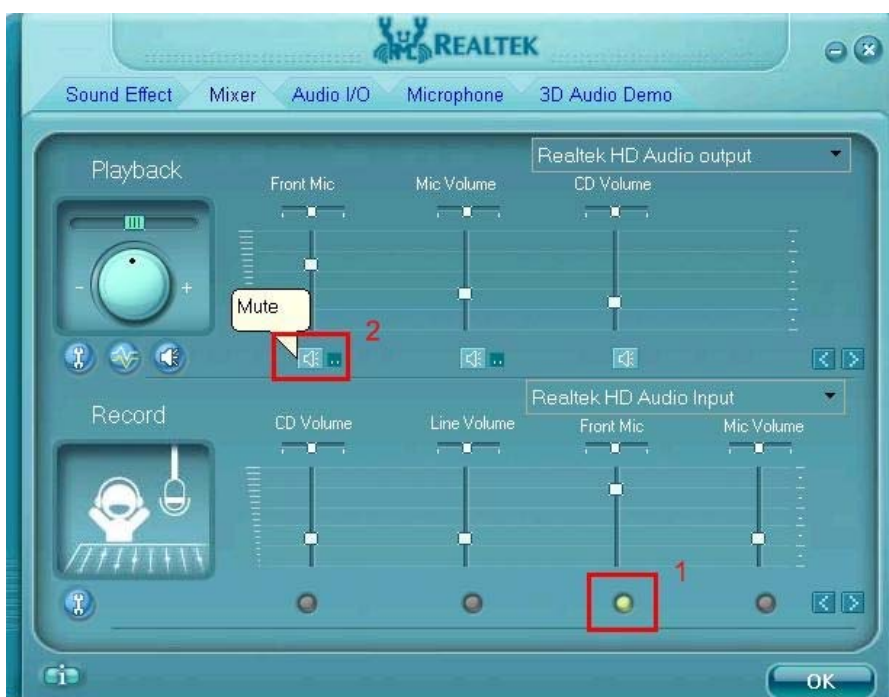 REALTEK
Sound Effect Mixer Audio I/O Microphone 3D Audio Demo
Realtek HD Audio output
Playback
Front Mic Mic Volume CD Volume
- +
Mute
2
Realtek HD Audio Input
Record
CD Volume Line Volume Front Mic Mic Volume
1
i
OK